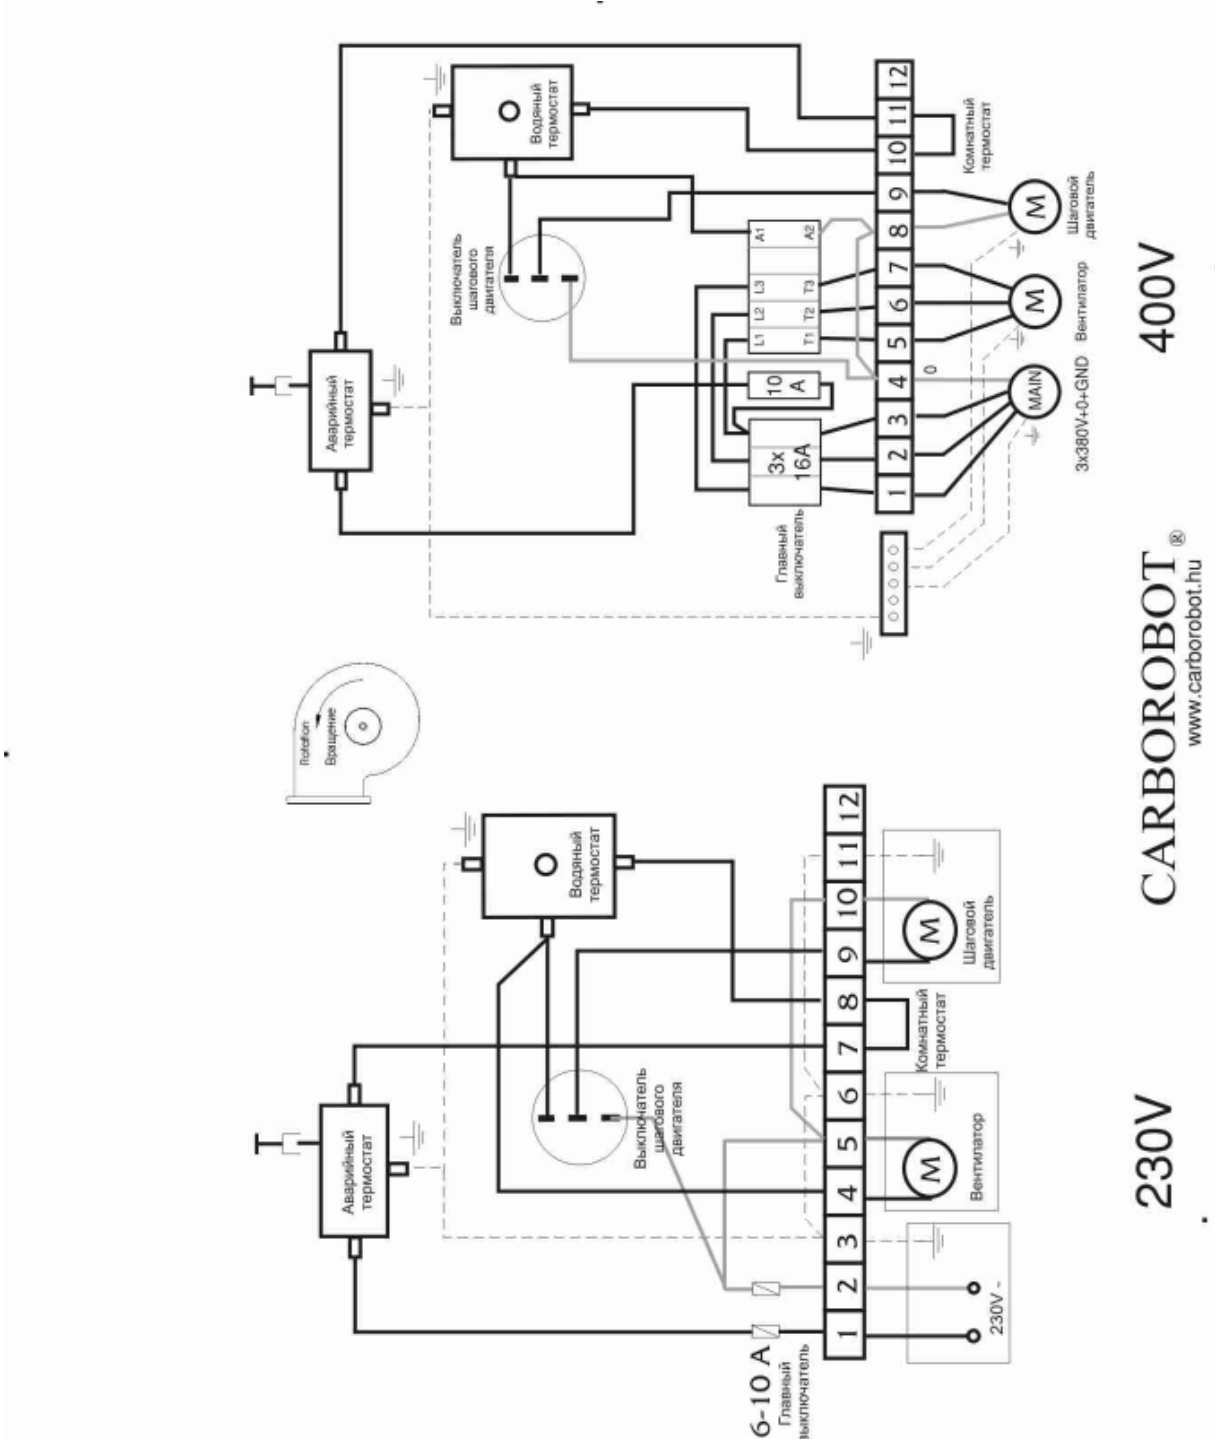 Аварийный
термостат
Водяный
термостат
Выключатель
шагового
двигателя
6-10 A
Главный
выключатель
1 2 3 4 5 6 7 8 9 10 11 12
230V -
M
Вентилятор
Комнатный
термостат
M
Шаговой
двигатель
230V
Rotation
Вращение
Аварийный
термостат
Водяный
термостат
Выключатель
шагового
двигателя
Главный
выключатель
3x
16A
10
A
L1 L2 L3 A1
T1 T2 T3 A2
1 2 3 4 5 6 7 8 9 10 11 12
0
MAIN
3x380V+0+GND
M
Вентилятор
M
Шаговой
двигатель
Комнатный
термостат
400V
CARBOROBOT ®
www.carborobot.hu